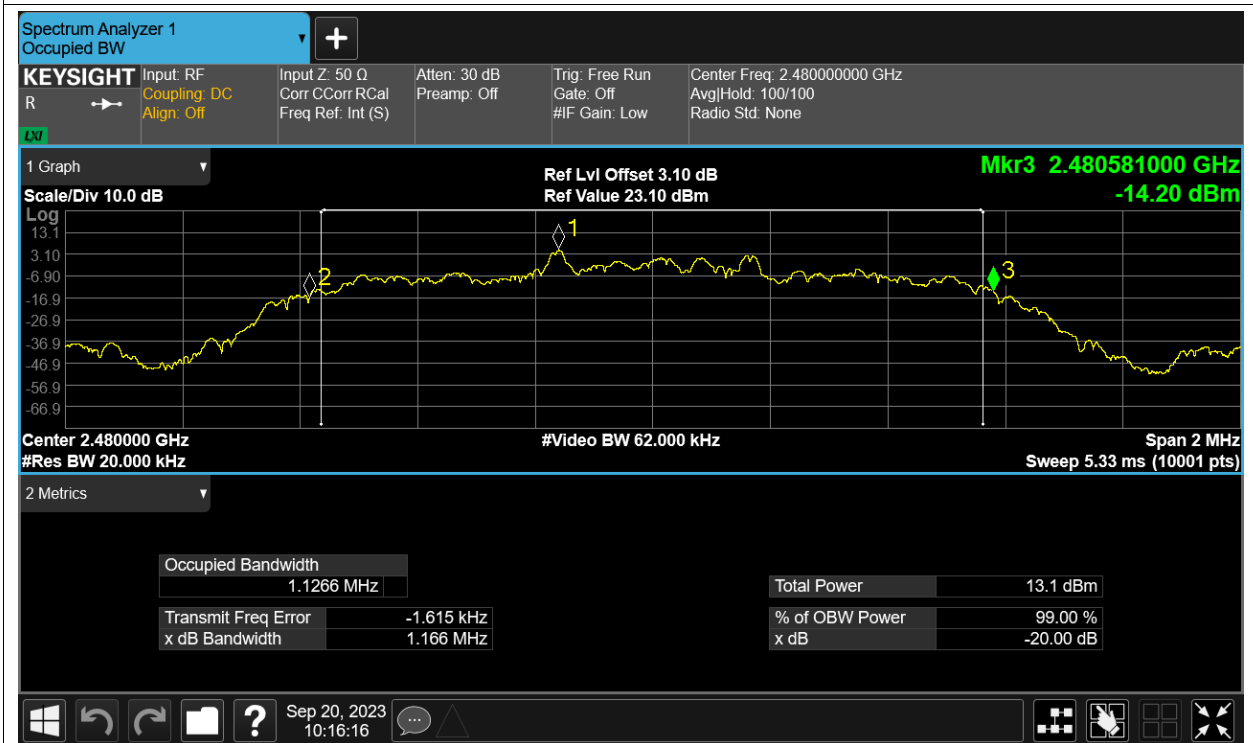 Spectrum Analyzer 1
Occupied BW
KEYSIGHT
R
LXI
Input: RF
Coupling: DC
Align: Off
Input Z: 50 Ω
Corr CCorr RCal
Freq Ref: Int (S)
Atten: 30 dB
Preamp: Off
Trig: Free Run
Gate: Off
#IF Gain: Low
Center Freq: 2.480000000 GHz
Avg|Hold: 100/100
Radio Std: None
1 Graph
Scale/Div 10.0 dB
Ref Lvl Offset 3.10 dB
Ref Value 23.10 dBm
Mkr3 2.480581000 GHz
-14.20 dBm
Log
13.1
3.10
-6.90
-16.9
-26.9
-36.9
-46.9
-56.9
-66.9
1
2
3
Center 2.480000 GHz
#Res BW 20.000 kHz
#Video BW 62.000 kHz
Span 2 MHz
Sweep 5.33 ms (10001 pts)
2 Metrics
Occupied Bandwidth
1.1266 MHz
Transmit Freq Error -1.615 kHz
x dB Bandwidth 1.166 MHz
Total Power 13.1 dBm
% of OBW Power 99.00 %
x dB -20.00 dB
?
Sep 20, 2023
10:16:16